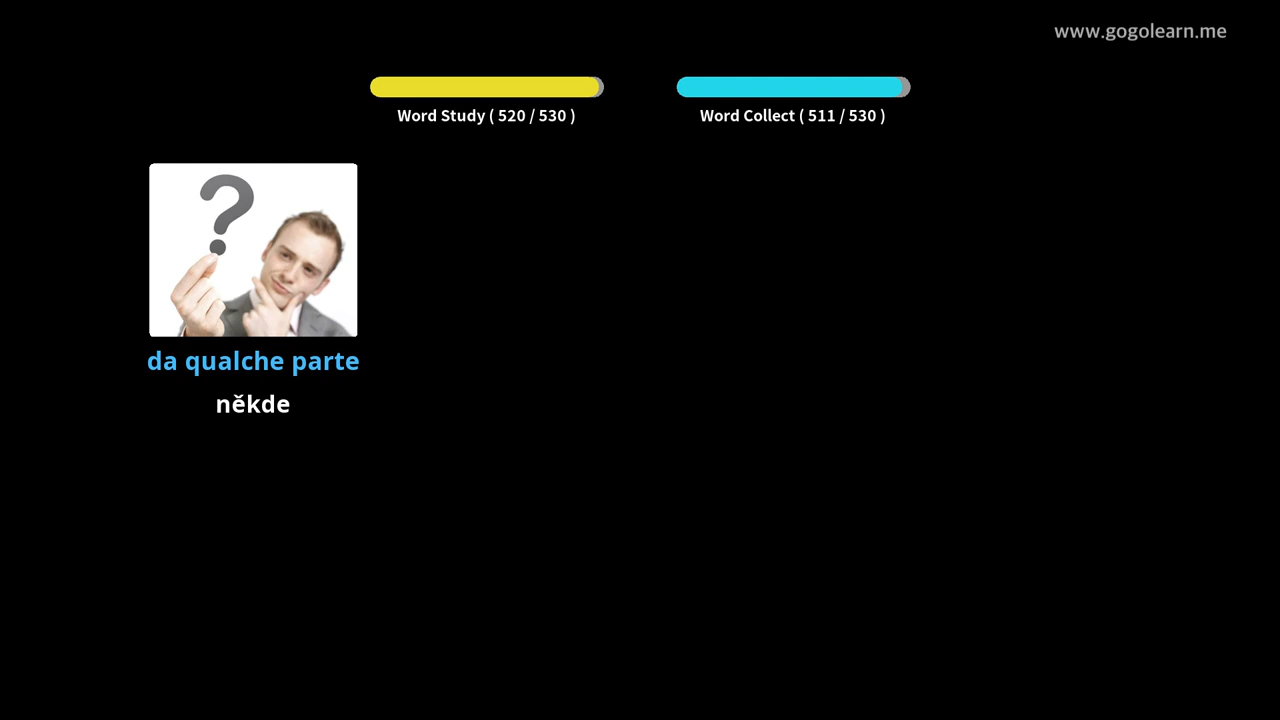 www.gogolearn.me
Word Study ( 520 / 530 )
Word Collect ( 511 / 530 )
?
da qualche parte
někde